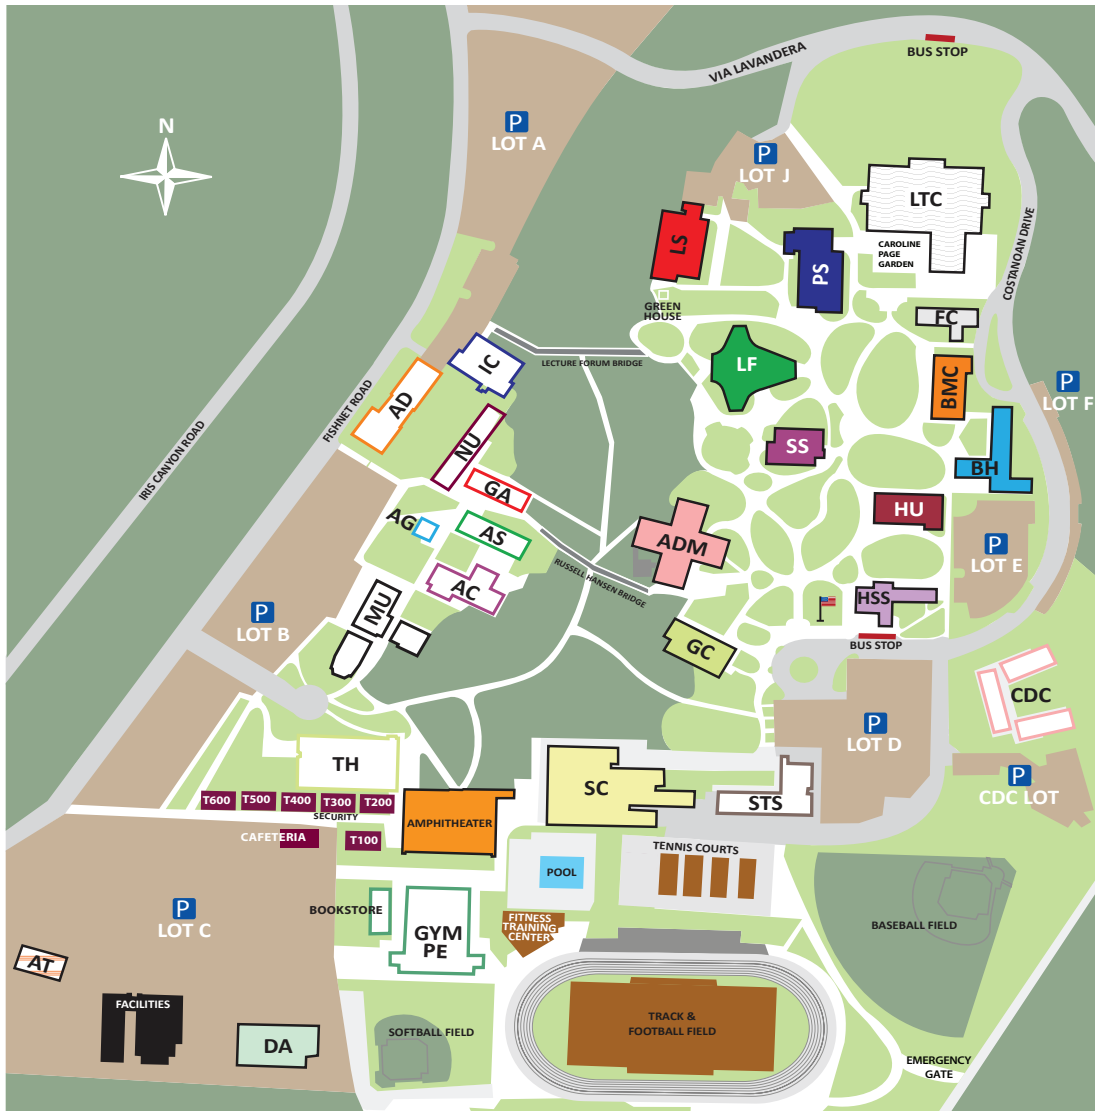 VIA LAVANDERA
BUS STOP
P
LOT A
N
P
LOT J
LTC
LS
PS
CAROLINE
PAGE
GARDEN
COSTANOAN DRIVE
GREEN
HOUSE
FC
LECTURE FORUM BRIDGE
IC
LF
BMC
P
LOT F
AD
FISHNET ROAD
IRIS CANYON ROAD
NU
SS
BH
GA
HU
AG
AS
ADM
P
LOT E
RUSSELL HANSEN BRIDGE
AC
MU
HSS
P
LOT B
GC
BUS STOP
CDC
P
LOT D
TH
P
CDC LOT
SC
STS
T600
T500
T400
T300
T200
SECURITY
CAFETERIA
T100
AMPHITHEATER
TENNIS COURTS
POOL
BOOKSTORE
P
LOT C
FITNESS
TRAINING
CENTER
BASEBALL FIELD
GYM
PE
AT
FACILITIES
TRACK &
FOOTBALL FIELD
SOFTBALL FIELD
DA
EMERGENCY
GATE